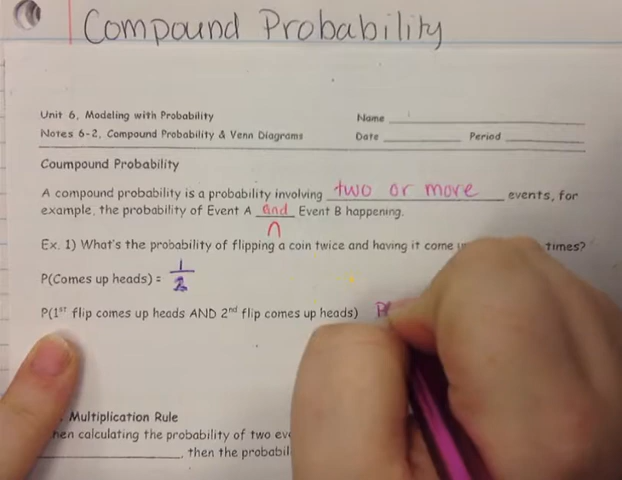 Compound Probability
Unit 6, Modeling with Probability Name
Notes 6-2, Compound Probability & Venn Diagrams Date Period
Coumpound Probability
A compound probability is a probability involving two or more events, for
example, the probability of Event A and Event B happening.
∩
Ex. 1) What's the probability of flipping a coin twice and having it come times?
P(Comes up heads) = 1/2
P(1st flip comes up heads AND 2nd flip comes up heads) P(
Multiplication Rule
hen calculating the probability of two
, then the